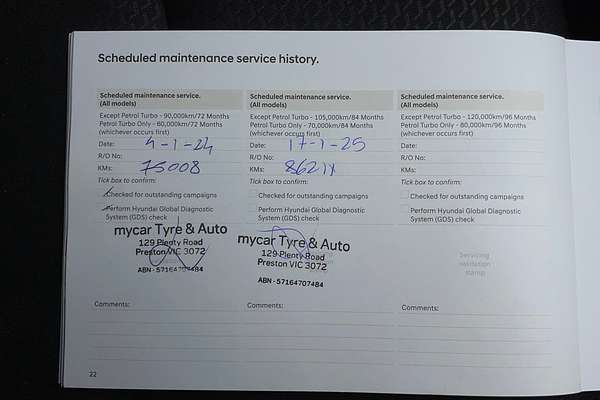 Scheduled maintenance service history.
Scheduled maintenance service.
(All models)
Except Petrol Turbo - 90,000km/72 Months
Petrol Turbo Only - 60,000km/72 Months
(whichever occurs first)
Date: 4-1-24
R/O No:
KMs: 75008
Tick box to confirm:
Checked for outstanding campaigns
Perform Hyundai Global Diagnostic
System (GDS) check
mycar Tyre & Auto
129 Plenty Road
Preston VIC 3072
ABN - 57164707484
Comments:
Scheduled maintenance service.
(All models)
Except Petrol Turbo - 105,000km/84 Months
Petrol Turbo Only - 70,000km/84 Months
(whichever occurs first)
Date: 17-1-25
R/O No:
KMs:
Tick box to confirm:
Checked for outstanding campaigns
Perform Hyundai Global Diagnostic
System (GDS) check
mycar Tyre & Auto
129 Plenty Road
Preston VIC 3072
ABN - 57164707484
Comments:
Scheduled maintenance service.
(All models)
Except Petrol Turbo - 120,000km/96 Months
Petrol Turbo Only - 80,000km/96 Months
(whichever occurs first)
Date:
R/O No:
KMs:
Tick box to confirm:
Checked for outstanding campaigns
Perform Hyundai Global Diagnostic
System (GDS) check
Servicing
validation
stamp
Comments:
22